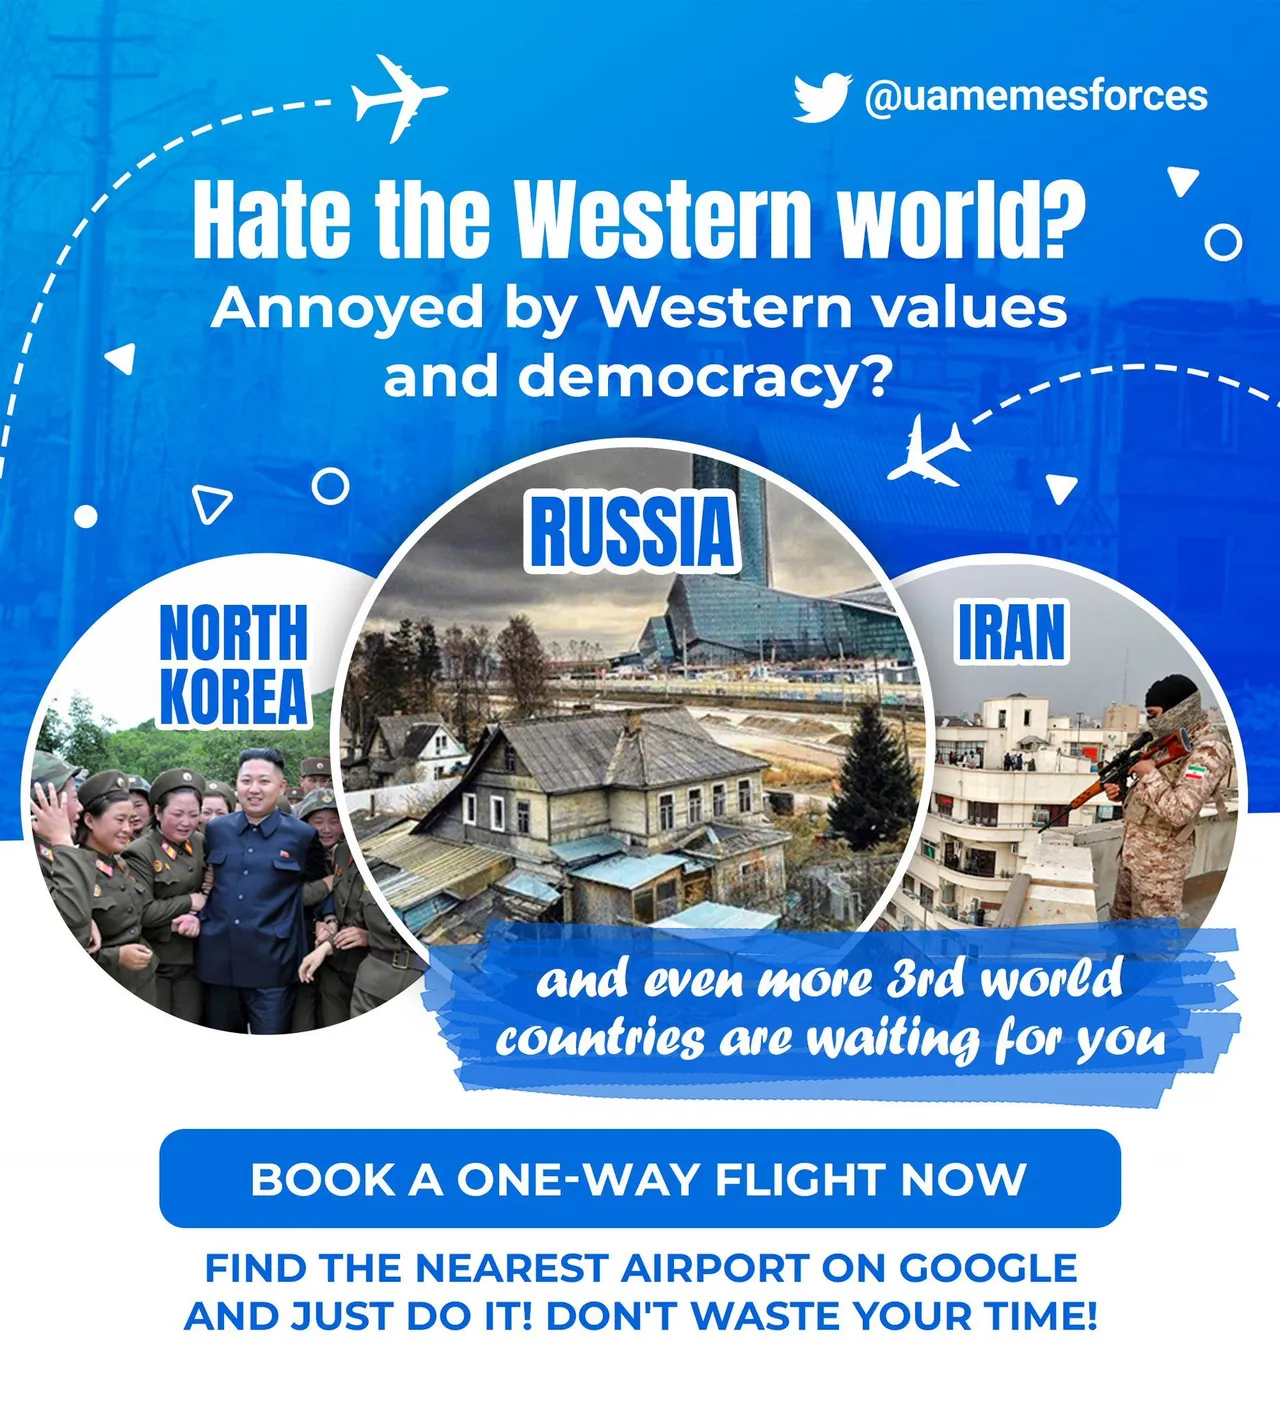 @uamemesforces
Hate the Western world?
Annoyed by Western values
and democracy?
RUSSIA
NORTH
KOREA
IRAN
and even more 3rd world
countries are waiting for you
BOOK A ONE-WAY FLIGHT NOW
FIND THE NEAREST AIRPORT ON GOOGLE
AND JUST DO IT! DON'T WASTE YOUR TIME!